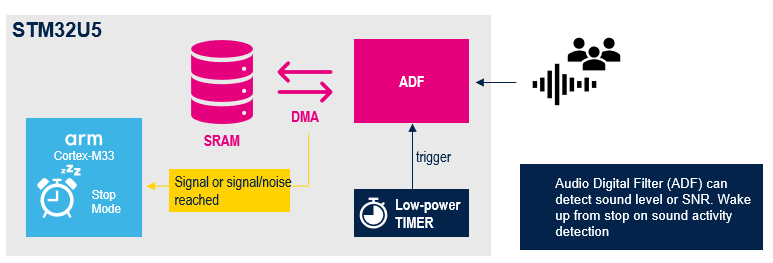 STM32U5
ADF
SRAM
DMA
arm
Cortex-M33
zzZ
Stop
Mode
Signal or signal/noise
reached
trigger
Low-power
TIMER
Audio Digital Filter (ADF) can
detect sound level or SNR. Wake
up from stop on sound activity
detection